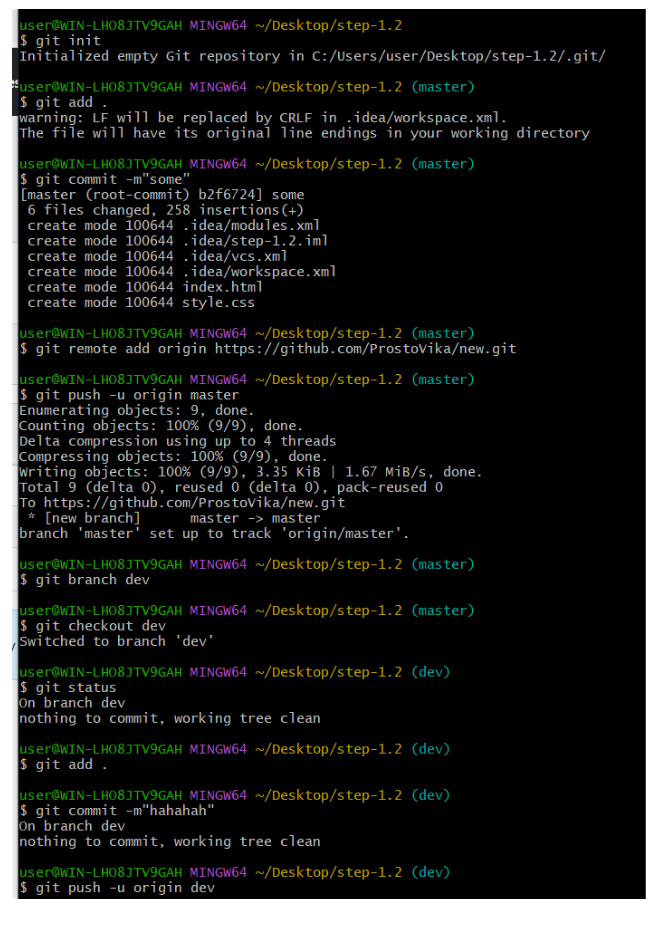 user@WIN-LHO8JTV9GAH MINGW64 ~/Desktop/step-1.2
$ git init
Initialized empty Git repository in C:/Users/user/Desktop/step-1.2/.git/
user@WIN-LHO8JTV9GAH MINGW64 ~/Desktop/step-1.2 (master)
$ git add .
warning: LF will be replaced by CRLF in .idea/workspace.xml.
The file will have its original line endings in your working directory
user@WIN-LHO8JTV9GAH MINGW64 ~/Desktop/step-1.2 (master)
$ git commit -m"some"
[master (root-commit) b2f6724] some
 6 files changed, 258 insertions(+)
 create mode 100644 .idea/modules.xml
 create mode 100644 .idea/step-1.2.iml
 create mode 100644 .idea/vcs.xml
 create mode 100644 .idea/workspace.xml
 create mode 100644 index.html
 create mode 100644 style.css
user@WIN-LHO8JTV9GAH MINGW64 ~/Desktop/step-1.2 (master)
$ git remote add origin https://github.com/ProstoVika/new.git
user@WIN-LHO8JTV9GAH MINGW64 ~/Desktop/step-1.2 (master)
$ git push -u origin master
Enumerating objects: 9, done.
Counting objects: 100% (9/9), done.
Delta compression using up to 4 threads
Compressing objects: 100% (9/9), done.
Writing objects: 100% (9/9), 3.35 KiB | 1.67 MiB/s, done.
Total 9 (delta 0), reused 0 (delta 0), pack-reused 0
To https://github.com/ProstoVika/new.git
 * [new branch]      master -> master
branch 'master' set up to track 'origin/master'.
user@WIN-LHO8JTV9GAH MINGW64 ~/Desktop/step-1.2 (master)
$ git branch dev
user@WIN-LHO8JTV9GAH MINGW64 ~/Desktop/step-1.2 (master)
$ git checkout dev
Switched to branch 'dev'
user@WIN-LHO8JTV9GAH MINGW64 ~/Desktop/step-1.2 (dev)
$ git status
On branch dev
nothing to commit, working tree clean
user@WIN-LHO8JTV9GAH MINGW64 ~/Desktop/step-1.2 (dev)
$ git add .
user@WIN-LHO8JTV9GAH MINGW64 ~/Desktop/step-1.2 (dev)
$ git commit -m"hahahah"
On branch dev
nothing to commit, working tree clean
user@WIN-LHO8JTV9GAH MINGW64 ~/Desktop/step-1.2 (dev)
$ git push -u origin dev